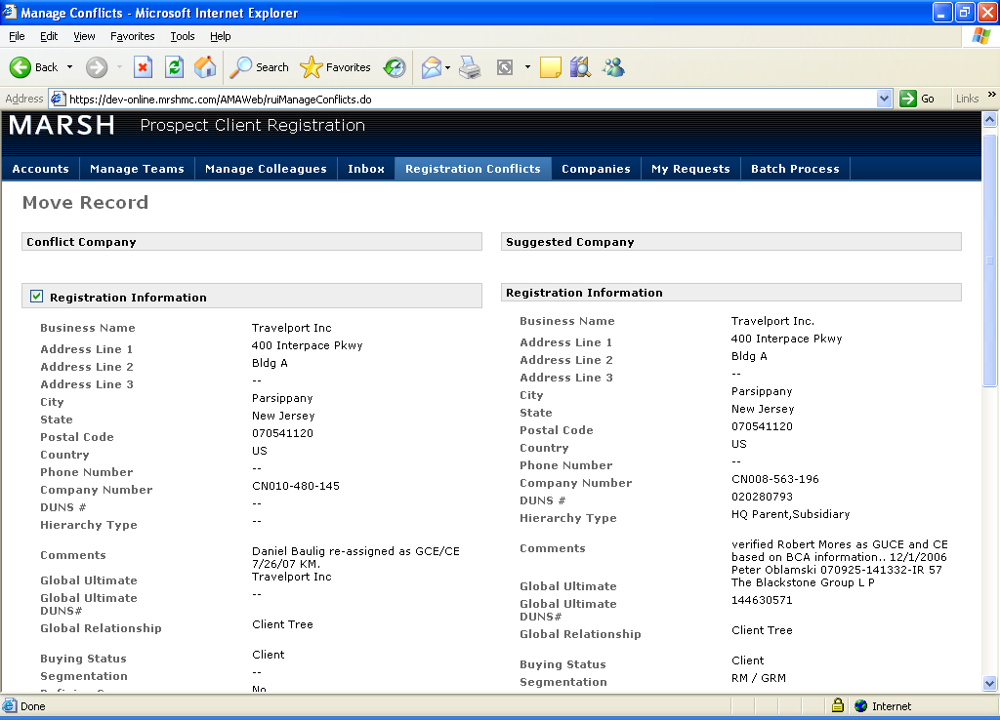 Manage Conflicts - Microsoft Internet Explorer
File Edit View Favorites Tools Help
Back Search Favorites
Address https://dev-online.mrshmc.com/AMAWeb/ruiManageConflicts.do Go Links »
MARSH Prospect Client Registration
Accounts Manage Teams Manage Colleagues Inbox Registration Conflicts Companies My Requests Batch Process
Move Record
Conflict Company
Registration Information
Business Name Travelport Inc
Address Line 1 400 Interpace Pkwy
Address Line 2 Bldg A
Address Line 3 --
City Parsippany
State New Jersey
Postal Code 070541120
Country US
Phone Number --
Company Number CN010-480-145
DUNS # --
Hierarchy Type --
Comments Daniel Baulig re-assigned as GCE/CE
7/26/07 KM.
Global Ultimate Travelport Inc
Global Ultimate --
DUNS#
Global Relationship Client Tree
Buying Status Client
Segmentation --
No
Suggested Company
Registration Information
Business Name Travelport Inc.
Address Line 1 400 Interpace Pkwy
Address Line 2 Bldg A
Address Line 3 --
City Parsippany
State New Jersey
Postal Code 070541120
Country US
Phone Number --
Company Number CN008-563-196
DUNS # 020280793
Hierarchy Type HQ Parent,Subsidiary
Comments verified Robert Mores as GUCE and CE
based on BCA information.. 12/1/2006
Peter Oblamski 070925-141332-IR 57
Global Ultimate The Blackstone Group L P
Global Ultimate 144630571
DUNS#
Global Relationship Client Tree
Buying Status Client
Segmentation RM / GRM
Done Internet